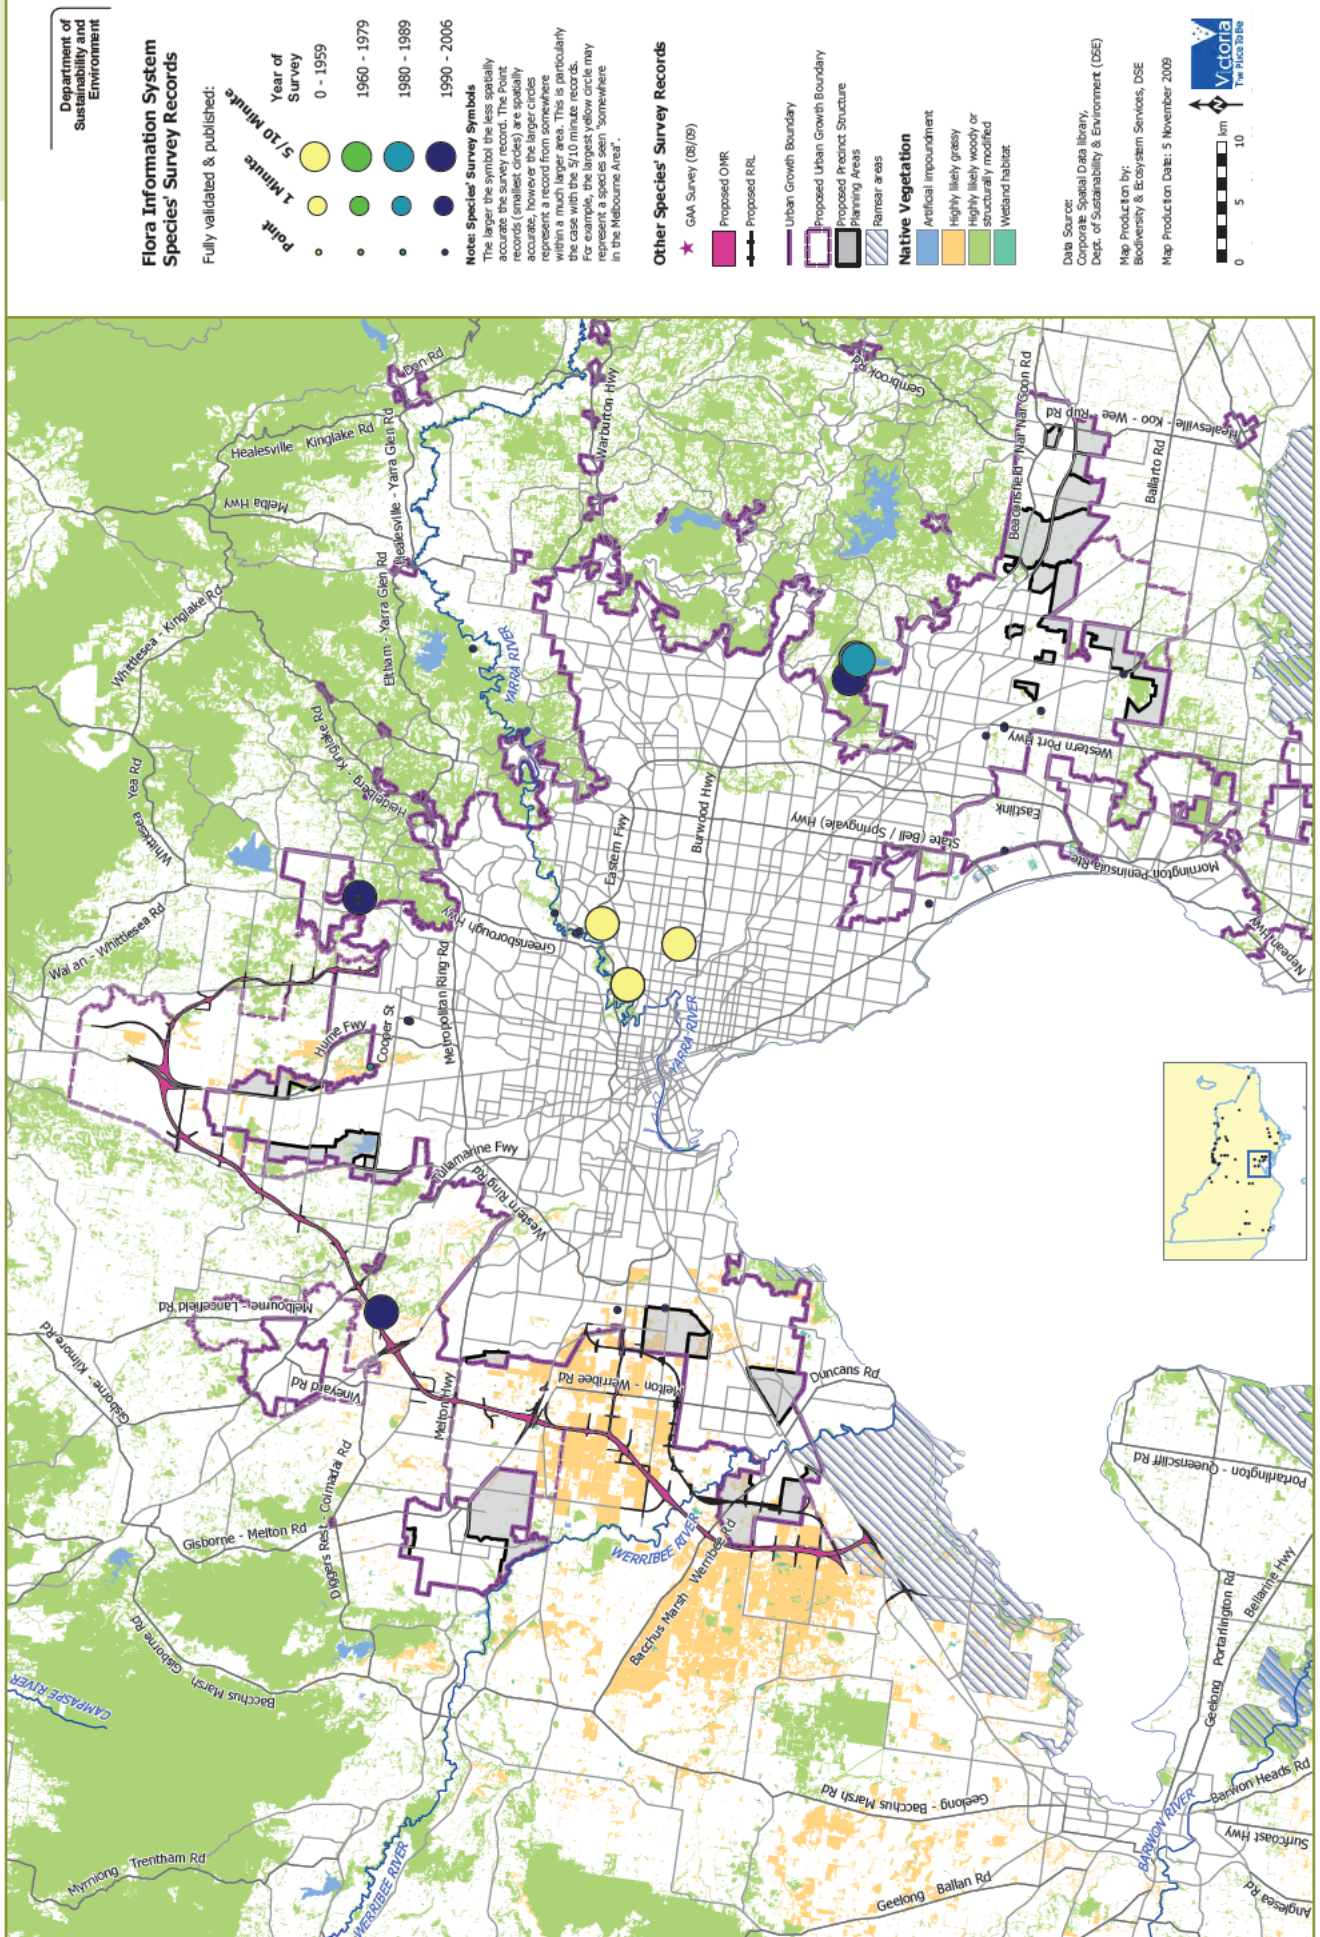 Department of
Sustainability and
Environment
Flora Information System
Species' Survey Records
Fully validated & published:
Point
1 Minute
5/10 Minute
Year of
Survey
0 - 1959
1960 - 1979
1980 - 1989
1990 - 2006
Note: Species' Survey Symbols
The larger the symbol the less spatially
accurate the survey record. The Point
records (smallest circles) are spatially
accurate, however the larger circles
represent a record from somewhere
within a much larger area. This is particularly
the case with the 5/10 minute records.
For example, the largest yellow circle may
represent a species seen "somewhere
in the Melbourne Area".
Other Species' Survey Records
GAA Survey (08/09)
Proposed OMR
Proposed RRL
Urban Growth Boundary
Proposed Urban Growth Boundary
Proposed Precinct Structure
Planning Areas
Ramsar areas
Native Vegetation
Artificial impoundment
Highly likely grassy
Highly likely woody or
structurally modified
Wetland habitat
Data Source:
Corporate Spatial Data library,
Dept. of Sustainability & Environment (DSE)
Map Production by:
Biodiversity & Ecosystem Services, DSE
Map Production Date: 5 November 2009
0
5
10
km
N
Victoria
The Place To Be
CAMPASPE RIVER
Myrniong - Trentham Rd
WERRIBEE RIVER
Bacchus Marsh - Gisborne Rd
Gisborne - Melton Rd
Diggers Rest - Coimadai Rd
Gisborne - Kilmore Rd
Vineyard Rd
Melbourne - Lancefield Rd
Melton Hwy
Western Ring Rd
Tullamarine Fwy
Metropolitan Ring Rd
Cooper St
Hume Fwy
Wallan - Whittlesea Rd
Whittlesea - Yea Rd
Whittlesea - Kinglake Rd
Greensborough Hwy
Heidelberg - Kinglake Rd
Eltham - Yarra Glen Rd
Healesville - Yarra Glen Rd
Melba Hwy
Healesville - Kinglake Rd
Don Rd
YARRA RIVER
Warburton Hwy
Eastern Fwy
Burwood Hwy
YARRA RIVER
State (Bell / Springvale) Hwy
Gembrook Rd
Beaconsfield - Nar Nar Goon Rd
Healesville - Koo - Wee - Rup Rd
Ballarto Rd
Western Port Hwy
Eastlink
Mornington Peninsula Rte
Nepean Hwy
Melton - Werribee Rd
Duncans Rd
WERRIBEE RIVER
Bacchus Marsh - Werribee Rd
Geelong - Bacchus Marsh Rd
Geelong - Ballan Rd
BARWON RIVER
Geelong - Portarlington Rd
Bellarine Hwy
Portarlington - Queenscliff Rd
Barwon Heads Rd
Surfcoast Hwy
Anglesea Rd